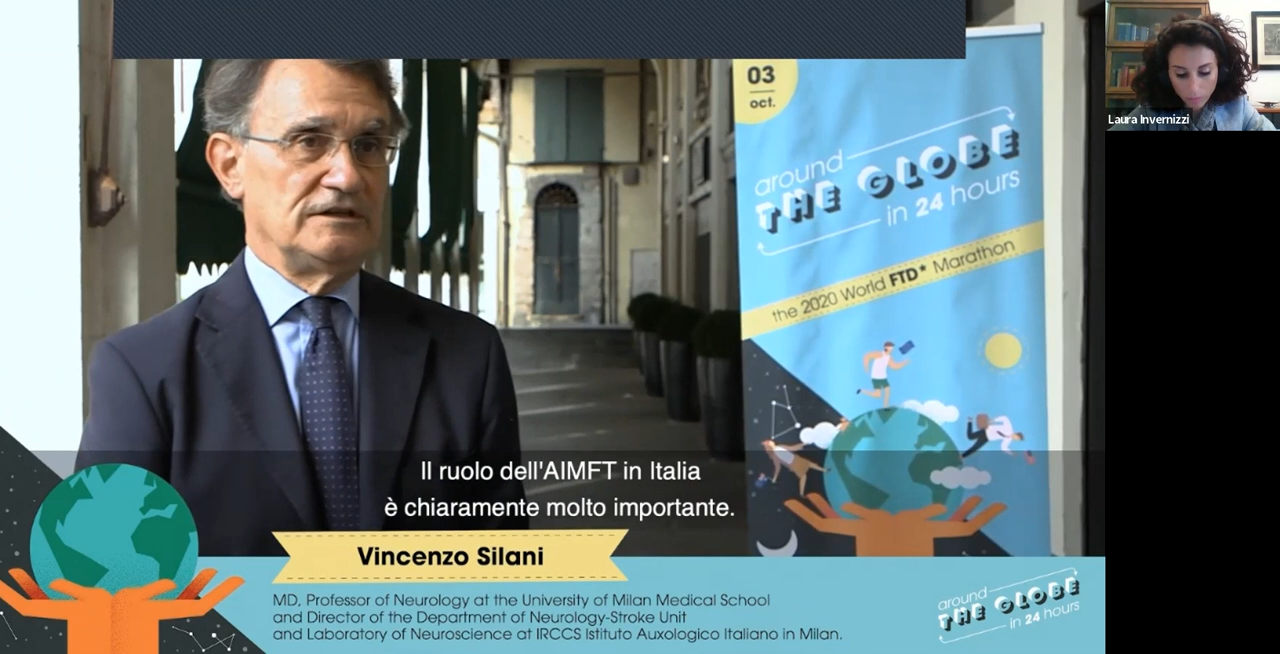 03
oct.
around
THE GLOBE
in 24 hours
the 2020 World FTD* Marathon
Laura Invernizzi
Il ruolo dell'AIMFT in Italia
è chiaramente molto importante.
Vincenzo Silani
MD, Professor of Neurology at the University of Milan Medical School
and Director of the Department of Neurology-Stroke Unit
and Laboratory of Neuroscience at IRCCS Istituto Auxologico Italiano in Milan.
around
THE GLOBE
in 24 hours